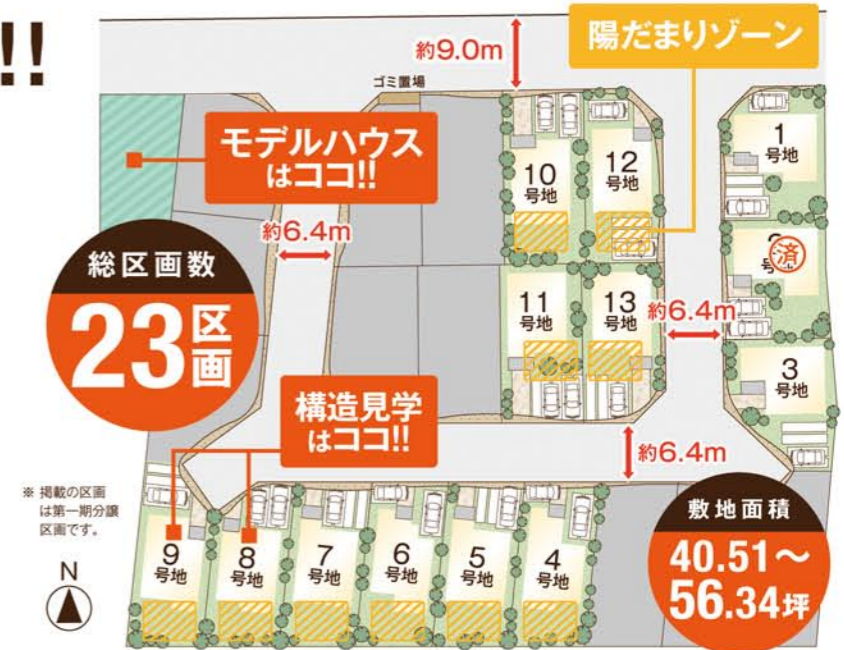 !!
約9.0m
陽だまりゾーン
ゴミ置場
モデルハウス
はココ!!
10
号地
12
号地
1
号地
総区画数
23区画
約6.4m
済
号
11
号地
13
号地
約6.4m
3
号地
構造見学
はココ!!
約6.4m
※ 掲載の区画
は第一期分譲
区画です。
N
9
号地
8
号地
7
号地
6
号地
5
号地
4
号地
敷地面積
40.51〜
56.34坪